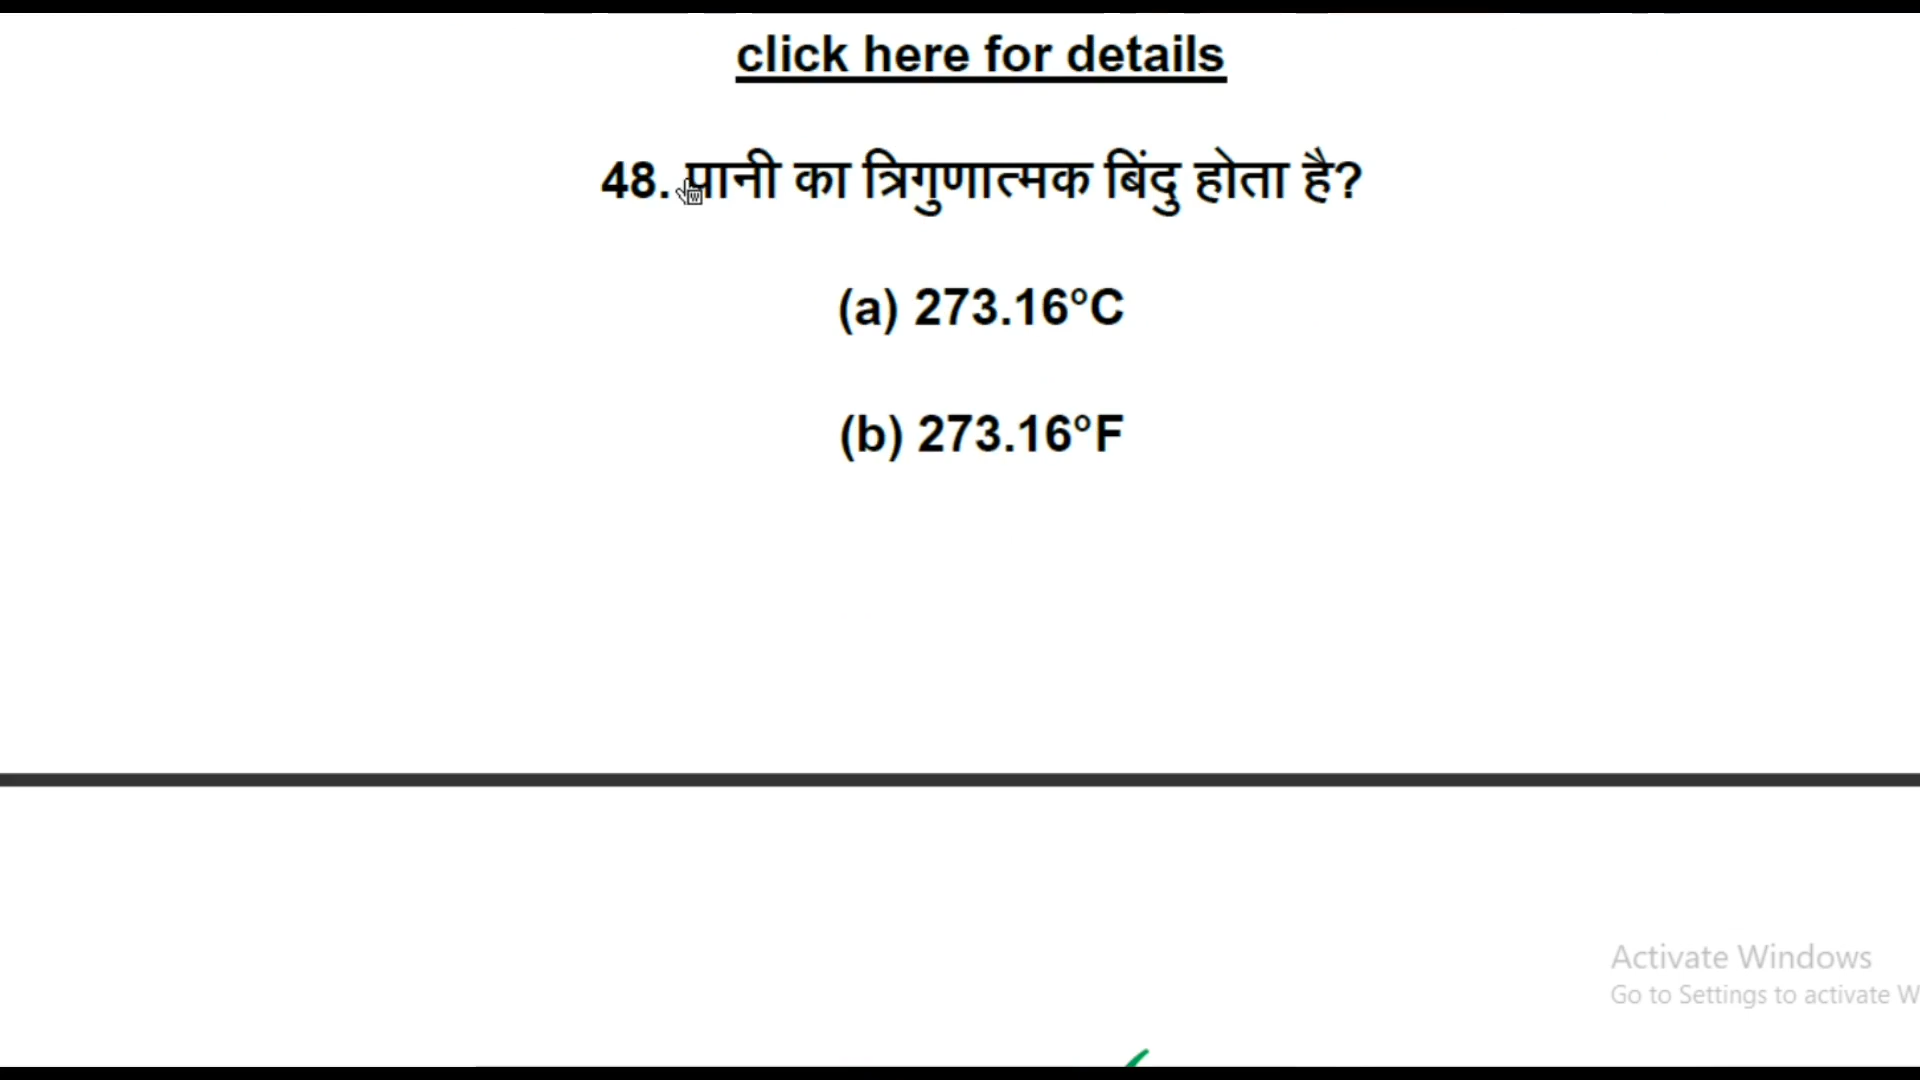 click here for details
48. पानी का त्रिगुणात्मक बिंदु होता है?
(a) 273.16°C
(b) 273.16°F
Activate Windows
Go to Settings to activate W